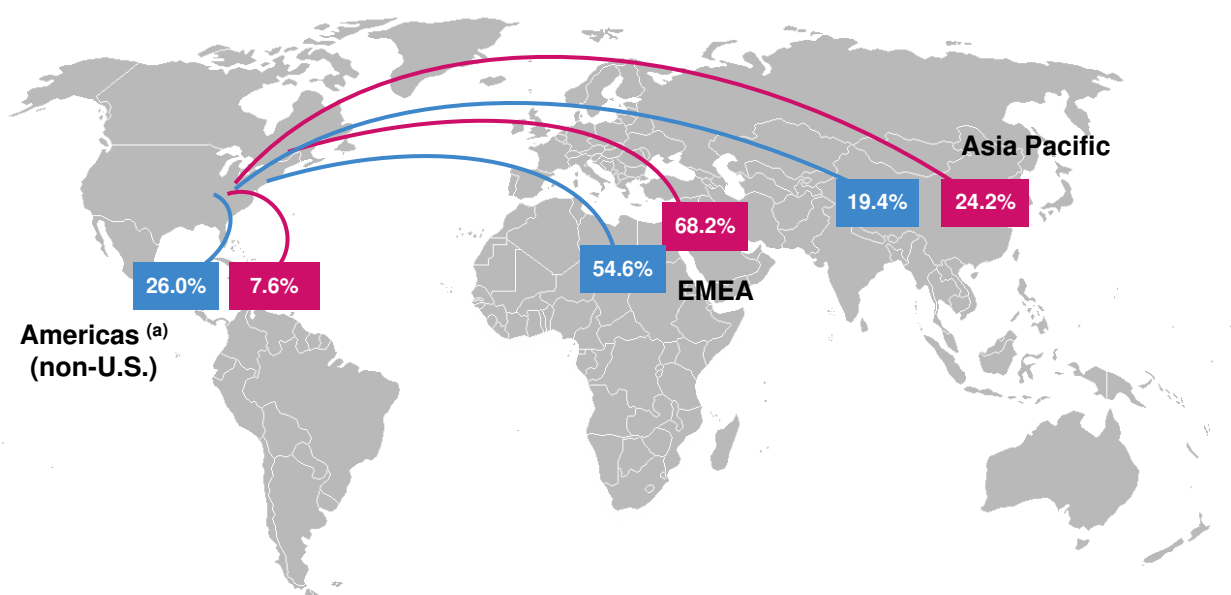 Asia Pacific
19.4%
24.2%
68.2%
54.6%
EMEA
26.0%
7.6%
Americas (a)
(non-U.S.)